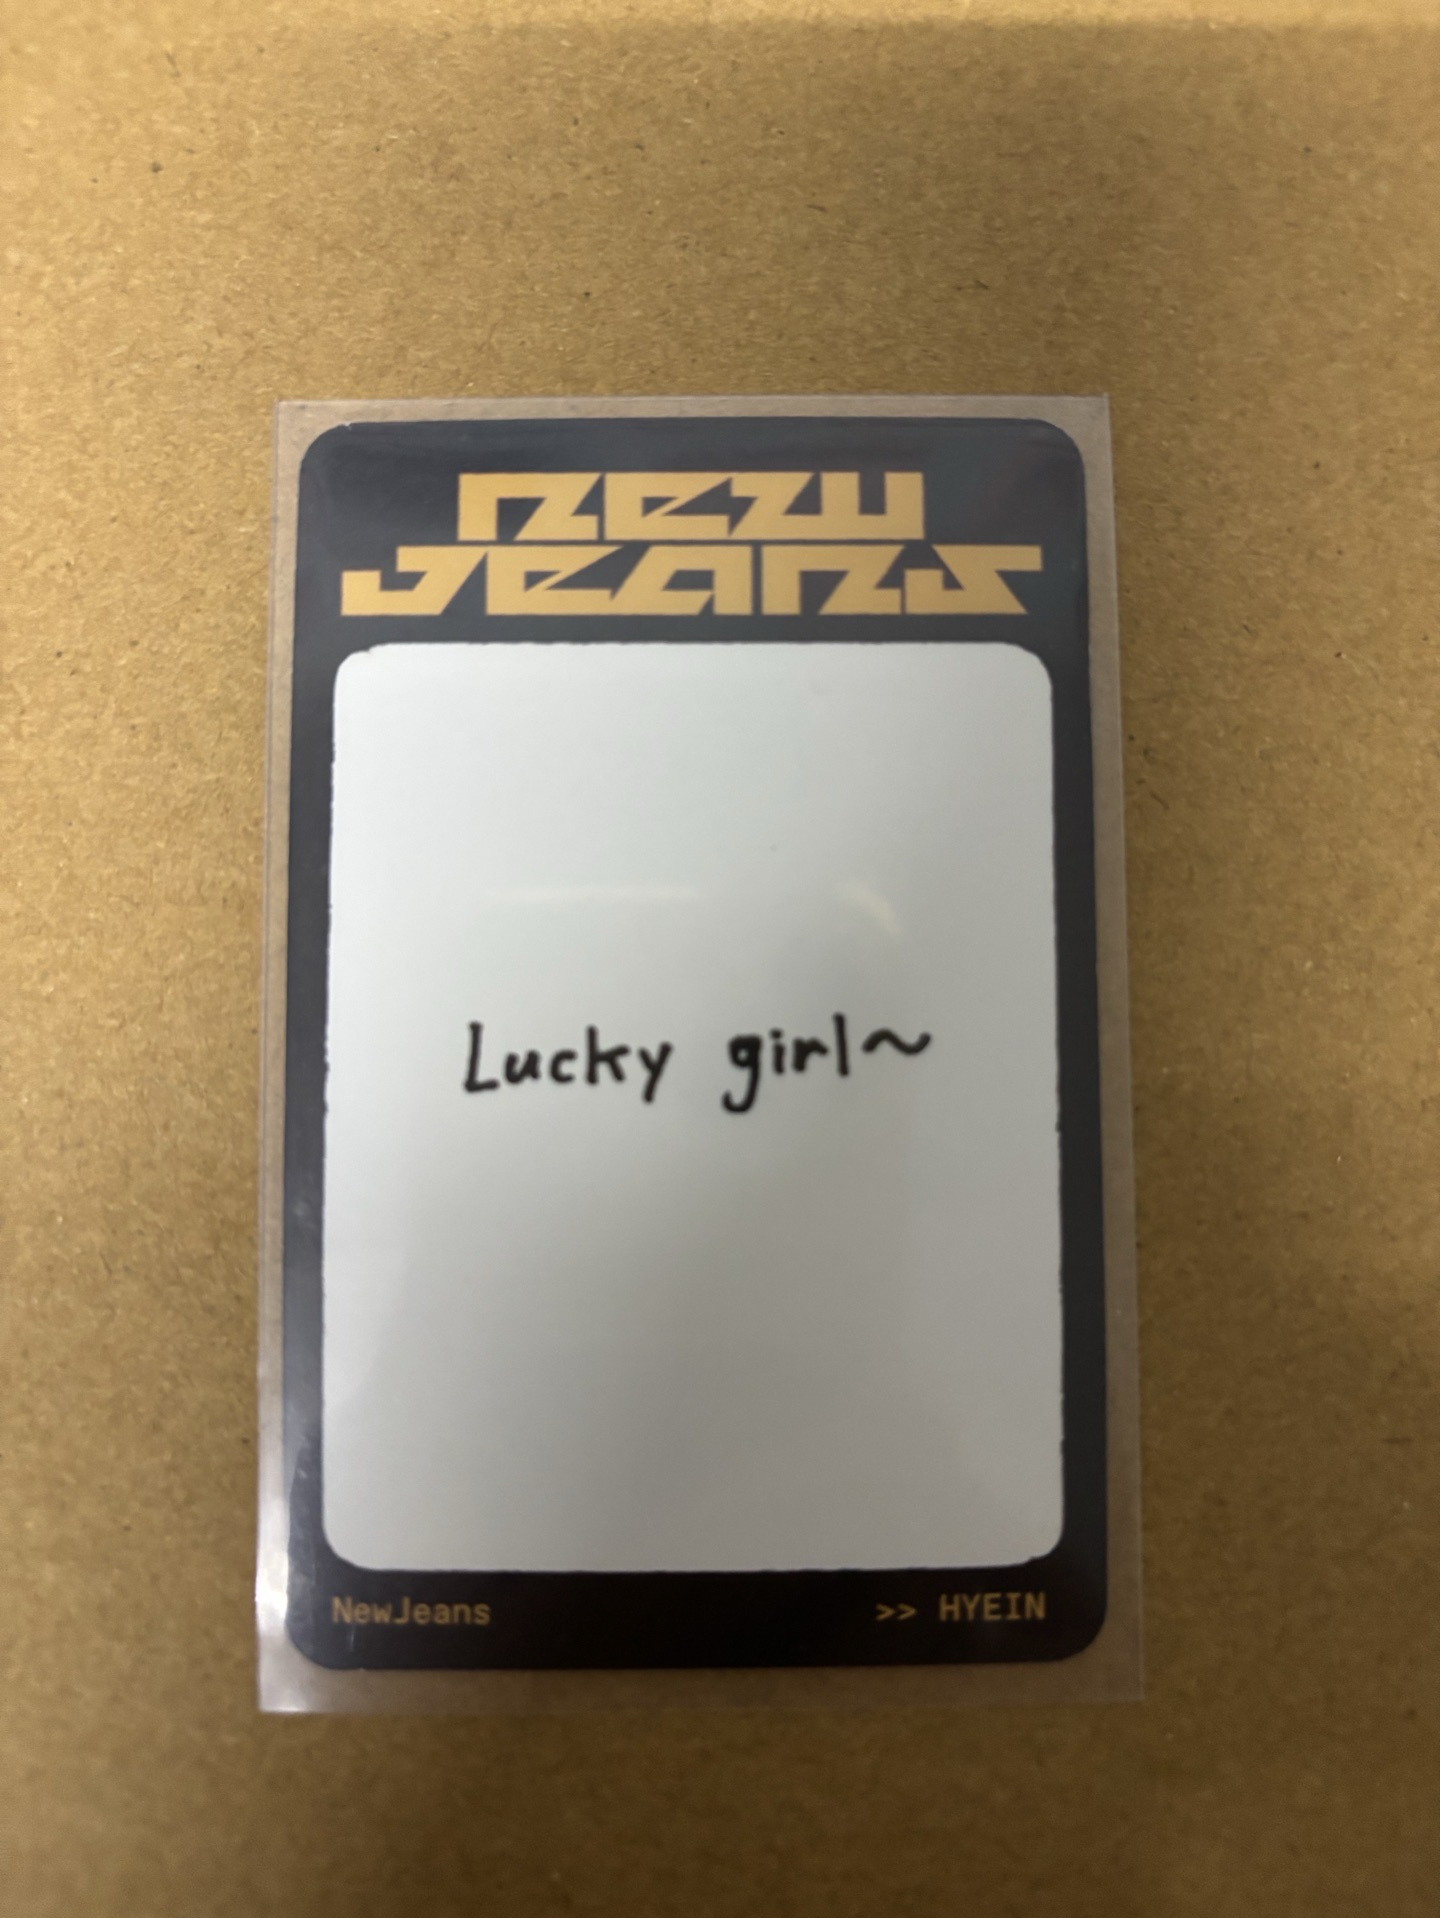 NEW
JEANS
Lucky girl~
NewJeans >> HYEIN